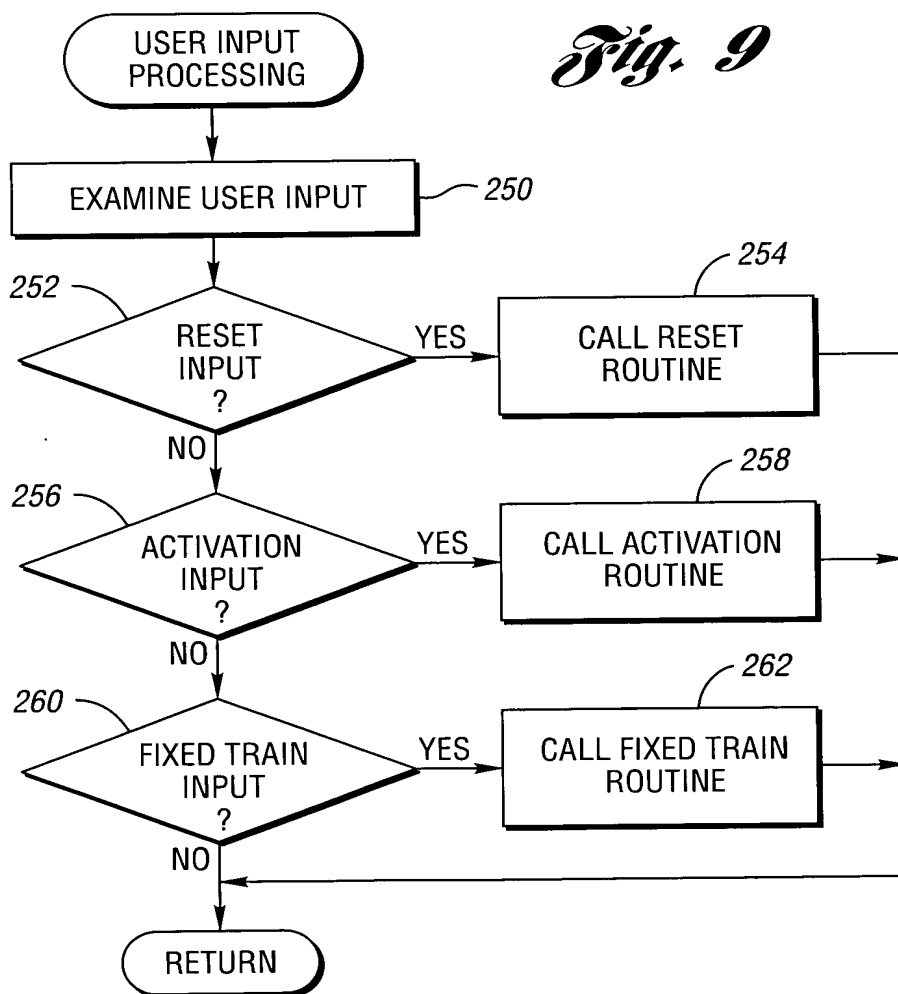 Fig. 9
USER INPUT
PROCESSING
EXAMINE USER INPUT
250
252
RESET
INPUT
?
YES
NO
254
CALL RESET
ROUTINE
256
ACTIVATION
INPUT
?
YES
NO
258
CALL ACTIVATION
ROUTINE
260
FIXED TRAIN
INPUT
?
YES
NO
262
CALL FIXED TRAIN
ROUTINE
RETURN